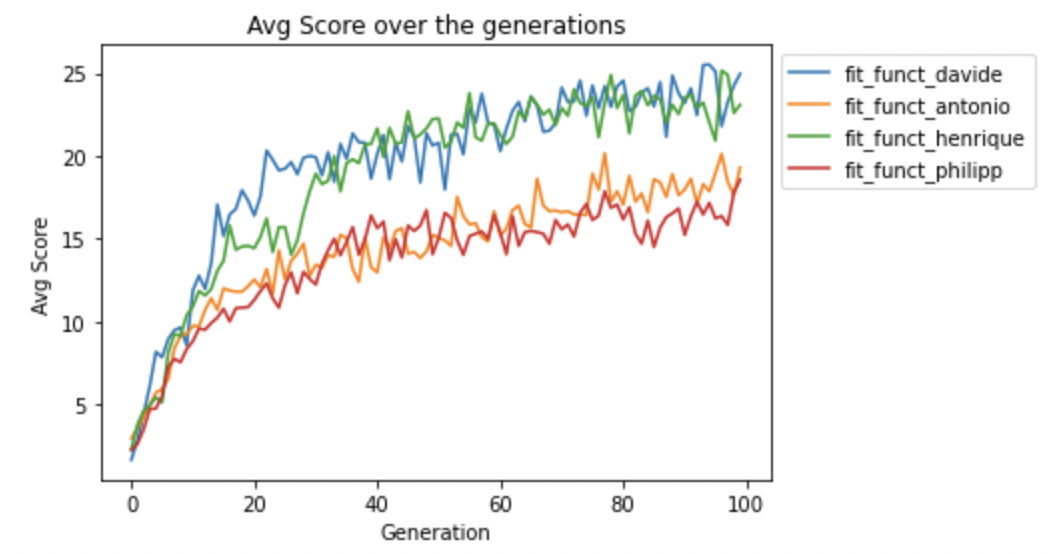 Avg Score over the generations
25
20
15
10
5
Avg Score
0 20 40 60 80 100
Generation
fit_funct_davide
fit_funct_antonio
fit_funct_henrique
fit_funct_philipp